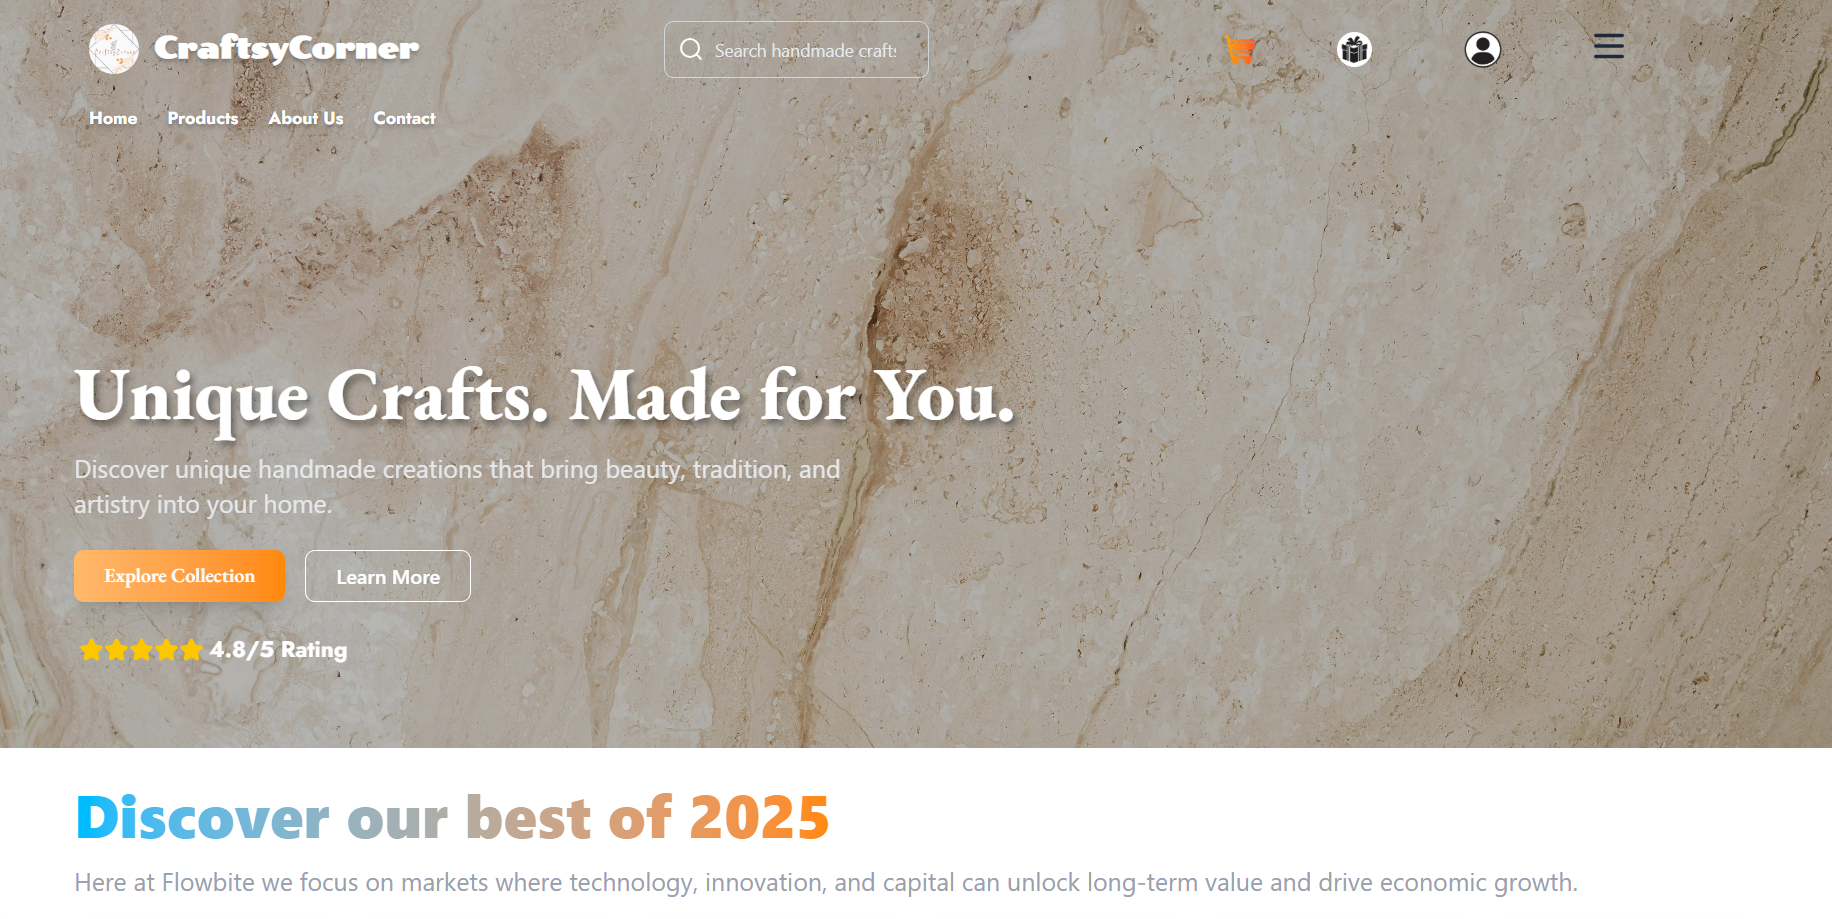 CraftsyCorner
Search handmade crafts
Home Products About Us Contact
Unique Crafts. Made for You.
Discover unique handmade creations that bring beauty, tradition, and
artistry into your home.
Explore Collection Learn More
4.8/5 Rating
Discover our best of 2025
Here at Flowbite we focus on markets where technology, innovation, and capital can unlock long-term value and drive economic growth.